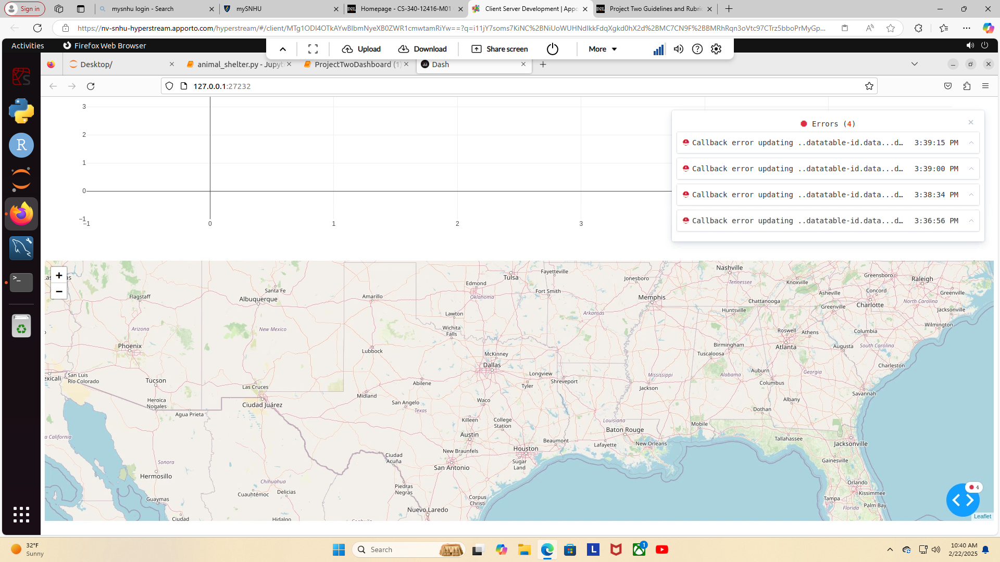 Sign in
mysnhu login - Search
mySNHU
Homepage - CS-340-12416-M01
Client Server Development | Appo
Project Two Guidelines and Rubric
https://nv-snhu-hyperstream.apporto.com/hyperstream/#/client/MTg1ODI4OTkAYwBIbmNyeXB0ZWR1cmwtamRiYw==?q=i11jY7soms7KiNC%2BNiUoWUHNdIkkFdqXgkd0hX2d%2BMC7CN9F%2BBMRhRqn3oVtc97CTrz5bboPrMyGp...
Activities
Firefox Web Browser
Upload
Download
Share screen
More
Desktop/
animal_shelter.py - Jupyt
ProjectTwoDashboard (1)
Dash
127.0.0.1:27232
3
2
1
0
−1
−1
0
1
2
3
Errors (4)
Callback error updating ..datatable-id.data...d… 3:39:15 PM
Callback error updating ..datatable-id.data...d… 3:39:00 PM
Callback error updating ..datatable-id.data...d… 3:38:34 PM
Callback error updating ..datatable-id.data...d… 3:36:56 PM
+
−
Nashville
Fayetteville
Tulsa
Greensboro
Raleigh
Jonesboro
Edmond
Tennessee
Knoxville
Santa Fe
Fort Smith
Concord
Asheville
Greenville
Flagstaff
Albuquerque
Amarillo
Oklahoma
Memphis
Chattanooga
Charlotte
North Carolina
Greenville
Huntsville
Jacksonville
Lawton
Arkansas
Wichita
Falls
Arizona
New Mexico
Roswell
Athens
Columbia
Wilmington
Phoenix
Birmingham
Atlanta
Augusta
South Carolina
Lubbock
McKinney
Tuscaloosa
Dallas
Charleston
San Luis
Río Colorado
exicali
Tucson
Longview
Mississippi
Alabama
Auburn
Georgia
Las Cruces
Abilene
Tyler
Shreveport
Jackson
Columbus
Savannah
Midland
Heroica
Nogales
Ciudad Juárez
San Angelo
Waco
Albany
Texas
Agua Prieta
Dothan
Killeen
College
Station
Louisiana
Mobile
Baton Rouge
a California
Austin
Beaumont
Lafayette
New Orleans
Tallahassee
Jacksonville
New Braunfels
Houston
Ciudad
Acuña
Sonora
San Antonio
Sugar
Land
Gainesville
Hermosillo
Chihuahua
Piedras
Negras
Orlando
Cuauhtémoc
Delicias
Kissimmee
Guaymas
Corpus
Christi
Tampa
Palm Bay
Florida
Nuevo Laredo
Ciudad
Hidalgo
4
Leaflet
32°F
Sunny
Search
1
10:40 AM
2/22/2025